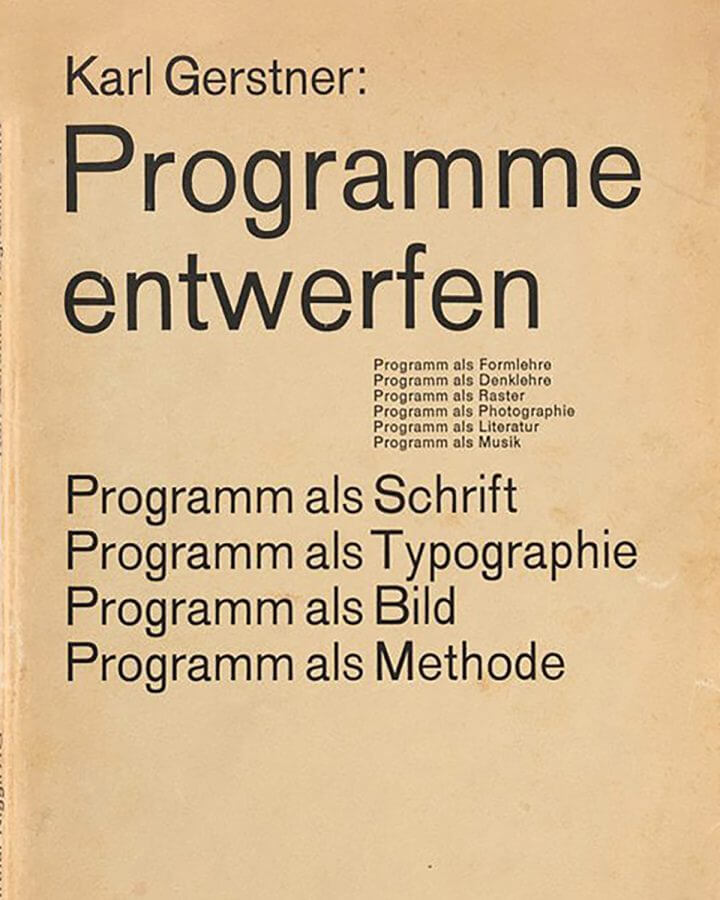 Karl Gerstner:
Programme
entwerfen
Programm als Formlehre
Programm als Denklehre
Programm als Raster
Programm als Photographie
Programm als Literatur
Programm als Musik
Programm als Schrift
Programm als Typographie
Programm als Bild
Programm als Methode